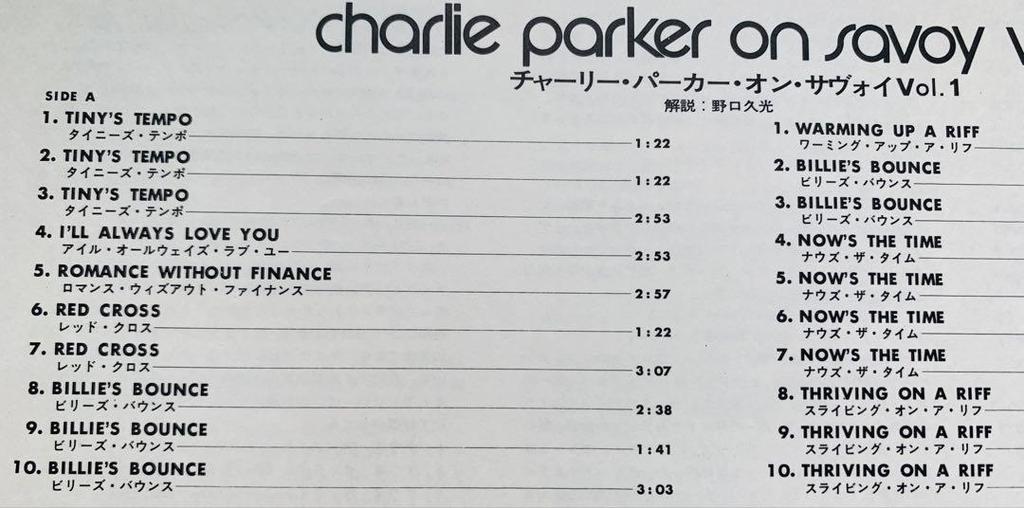 charlie parker on savoy
チャーリー・パーカー・オン・サヴォイVol.1
解説：野口久光
SIDE A
1. TINY'S TEMPO
タイニーズ・テンポ 1:22
2. TINY'S TEMPO
タイニーズ・テンポ 1:22
3. TINY'S TEMPO
タイニーズ・テンポ 2:53
4. I'LL ALWAYS LOVE YOU
アイル・オールウェイズ・ラブ・ユー 2:53
5. ROMANCE WITHOUT FINANCE
ロマンス・ウィズアウト・ファイナンス 2:57
6. RED CROSS
レッド・クロス 1:22
7. RED CROSS
レッド・クロス 3:07
8. BILLIE'S BOUNCE
ビリーズ・バウンス 2:38
9. BILLIE'S BOUNCE
ビリーズ・バウンス 1:41
10. BILLIE'S BOUNCE
ビリーズ・バウンス 3:03
1. WARMING UP A RIFF
ワーミング・アップ・ア・リフ
2. BILLIE'S BOUNCE
ビリーズ・バウンス
3. BILLIE'S BOUNCE
ビリーズ・バウンス
4. NOW'S THE TIME
ナウズ・ザ・タイム
5. NOW'S THE TIME
ナウズ・ザ・タイム
6. NOW'S THE TIME
ナウズ・ザ・タイム
7. NOW'S THE TIME
ナウズ・ザ・タイム
8. THRIVING ON A RIFF
スライビング・オン・ア・リフ
9. THRIVING ON A RIFF
スライビング・オン・ア・リフ
10. THRIVING ON A RIFF
スライビング・オン・ア・リフ